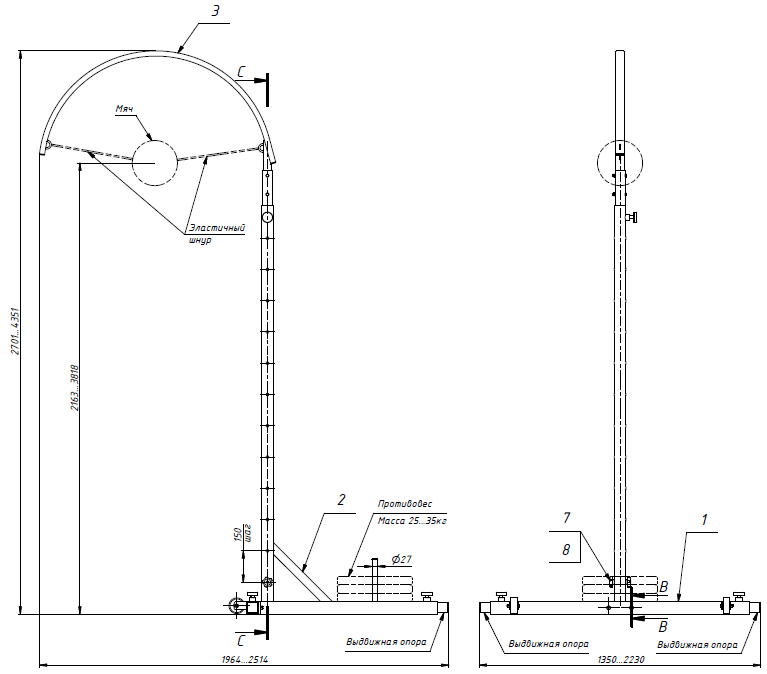 3
С
Мяч
Эластичный
шнур
2701...4351
2163...3818
2
Противовес
Масса 25...35кг
150
шаг
Ø27
С
Выдвижная опора
1964...2514
7
8
1
В
В
Выдвижная опора
Выдвижная опора
1350...2230